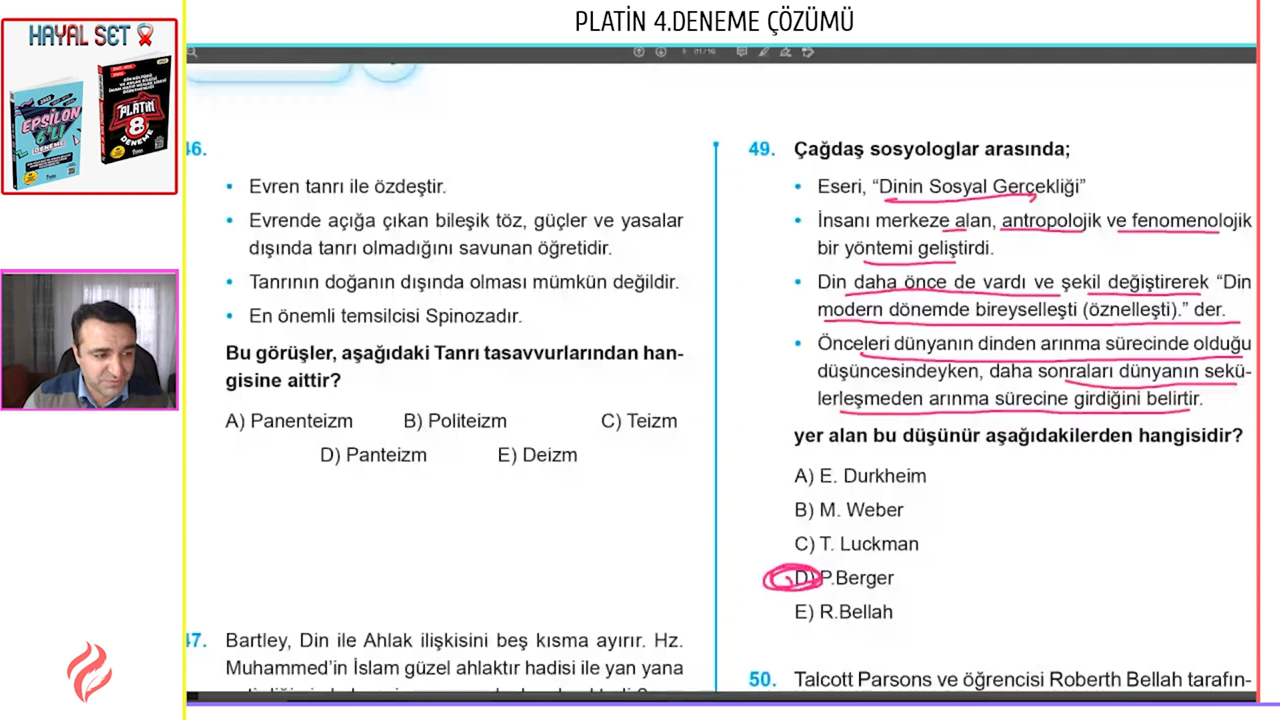 PLATİN 4.DENEME ÇÖZÜMÜ
HAYAL SET
EPSİLON
6'LI
DENEME
PLATİN
8
DENEME
46.
• Evren tanrı ile özdeştir.
• Evrende açığa çıkan bileşik töz, güçler ve yasalar
dışında tanrı olmadığını savunan öğretidir.
• Tanrının doğanın dışında olması mümkün değildir.
• En önemli temsilcisi Spinozadır.
Bu görüşler, aşağıdaki Tanrı tasavvurlarından han-
gisine aittir?
A) Panenteizm B) Politeizm C) Teizm
D) Panteizm E) Deizm
47. Bartley, Din ile Ahlak ilişkisini beş kısma ayırır. Hz.
Muhammed'in İslam güzel ahlaktır hadisi ile yan yana
49. Çağdaş sosyologlar arasında;
• Eseri, “Dinin Sosyal Gerçekliği”
• İnsanı merkeze alan, antropolojik ve fenomenolojik
bir yöntemi geliştirdi.
• Din daha önce de vardı ve şekil değiştirerek “Din
modern dönemde bireyselleşti (öznelleşti).” der.
• Önceleri dünyanın dinden arınma sürecinde olduğu
düşüncesindeyken, daha sonraları dünyanın sekü-
lerleşmeden arınma sürecine girdiğini belirtir.
yer alan bu düşünür aşağıdakilerden hangisidir?
A) E. Durkheim
B) M. Weber
C) T. Luckman
D) P.Berger
E) R.Bellah
50. Talcott Parsons ve öğrencisi Roberth Bellah tarafın-